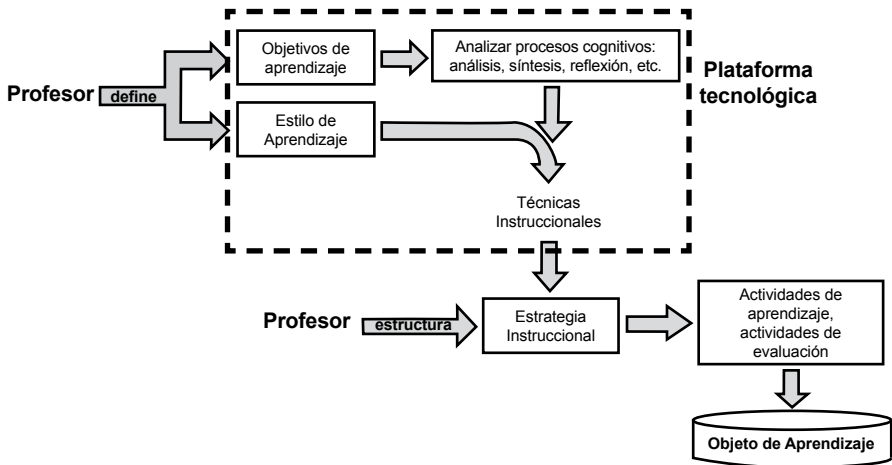 Objetivos de
aprendizaje
Analizar procesos cognitivos:
análisis, síntesis, reflexión, etc.
Plataforma
tecnológica
Profesor
define
Estilo de
Aprendizaje
Técnicas
Instruccionales
Profesor
estructura
Estrategia
Instruccional
Actividades de
aprendizaje,
actividades de
evaluación
Objeto de Aprendizaje